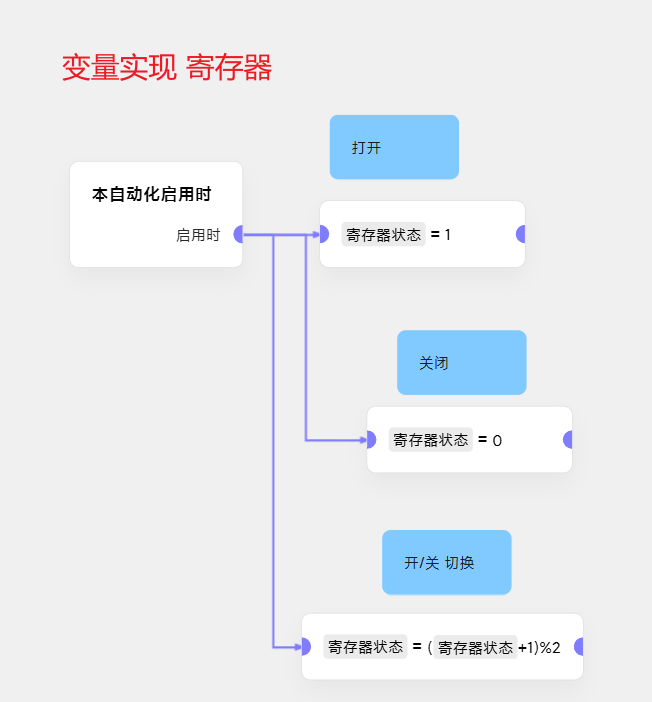 变量实现 寄存器
打开
本自动化启用时
启用时
寄存器状态 = 1
关闭
寄存器状态 = 0
开/关 切换
寄存器状态 = ( 寄存器状态 +1)%2